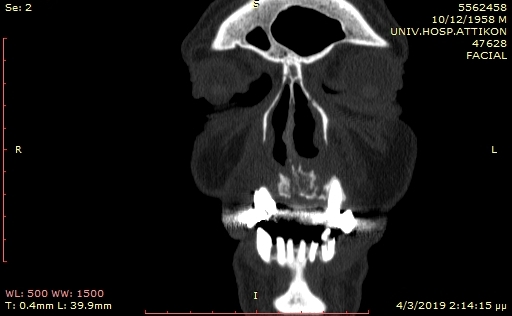 Se: 2
S
5562458
10/12/1958 M
UNIV.HOSP.ATTIKON
47628
FACIAL
R
L
WL: 500 WW: 1500
T: 0.4mm L: 39.9mm
I
4/3/2019 2:14:15 μμ